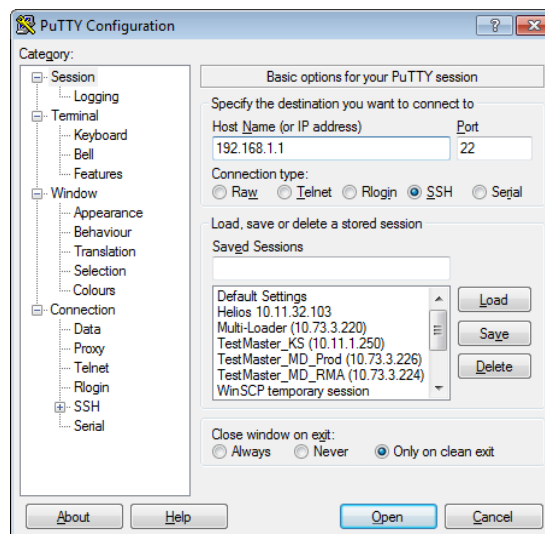 PuTTY Configuration
Category:
Session
Logging
Terminal
Keyboard
Bell
Features
Window
Appearance
Behaviour
Translation
Selection
Colours
Connection
Data
Proxy
Telnet
Rlogin
SSH
Serial
Basic options for your PuTTY session
Specify the destination you want to connect to
Host Name (or IP address) Port
192.168.1.1 22
Connection type:
Raw Telnet Rlogin SSH Serial
Load, save or delete a stored session
Saved Sessions
Default Settings
Helios 10.11.32.103
Multi-Loader (10.73.3.220)
TestMaster_KS (10.11.1.250)
TestMaster_MD_Prod (10.73.3.226)
TestMaster_MD_RMA (10.73.3.224)
WinSCP temporary session
Load
Save
Delete
Close window on exit:
Always Never Only on clean exit
About Help Open Cancel